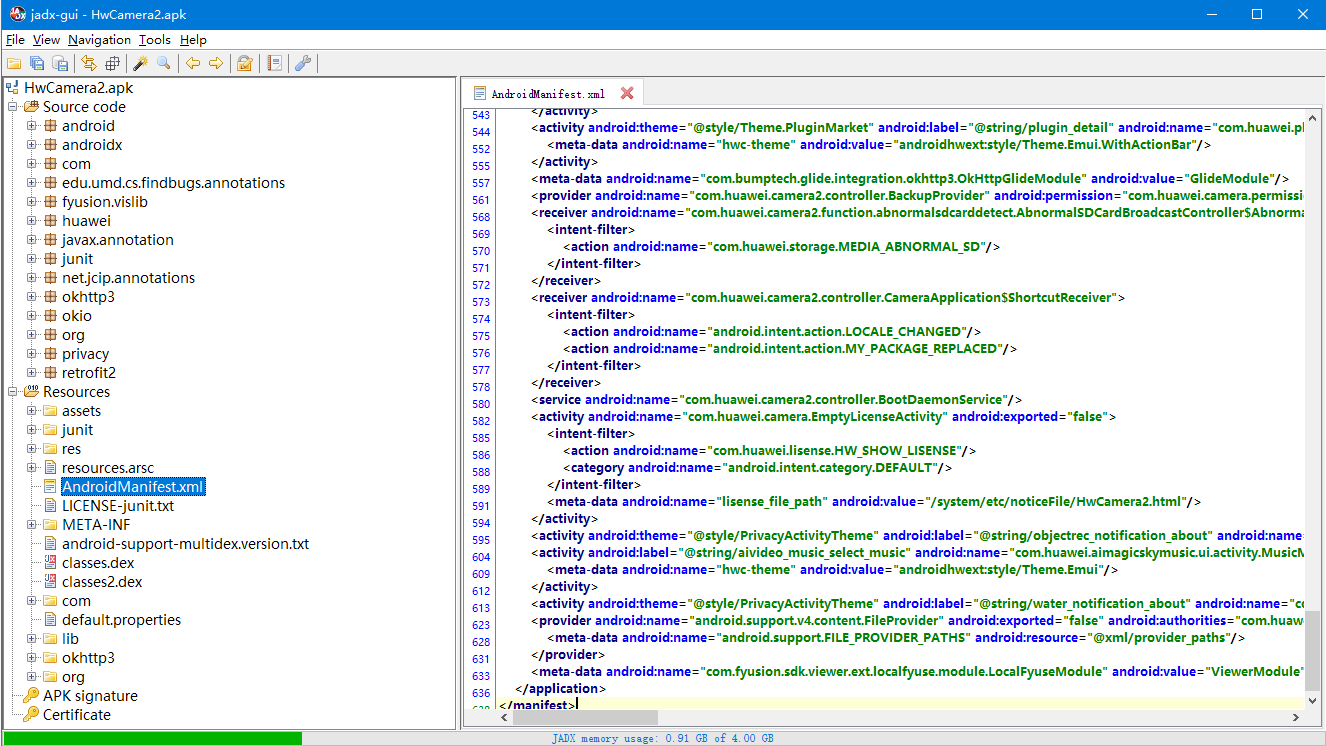 jadx-gui - HwCamera2.apk
File View Navigation Tools Help
HwCamera2.apk
Source code
android
androidx
com
edu.umd.cs.findbugs.annotations
fyusion.vislib
huawei
javax.annotation
junit
net.jcip.annotations
okhttp3
okio
org
privacy
retrofit2
Resources
assets
junit
res
resources.arsc
AndroidManifest.xml
LICENSE-junit.txt
META-INF
android-support-multidex.version.txt
classes.dex
classes2.dex
com
default.properties
lib
okhttp3
org
APK signature
Certificate
AndroidManifest.xml
543 </activity>
544 <activity android:theme="@style/Theme.PluginMarket" android:label="@string/plugin_detail" android:name="com.huawei.pl
552 <meta-data android:name="hwc-theme" android:value="androidhwext:style/Theme.Emui.WithActionBar"/>
555 </activity>
557 <meta-data android:name="com.bumptech.glide.integration.okhttp3.OkHttpGlideModule" android:value="GlideModule"/>
561 <provider android:name="com.huawei.camera2.controller.BackupProvider" android:permission="com.huawei.camera.permissi
568 <receiver android:name="com.huawei.camera2.function.abnormalsdcarddetect.AbnormalSDCardBroadcastController$Abnorma
569 <intent-filter>
570 <action android:name="com.huawei.storage.MEDIA_ABNORMAL_SD"/>
571 </intent-filter>
572 </receiver>
573 <receiver android:name="com.huawei.camera2.controller.CameraApplication$ShortcutReceiver">
574 <intent-filter>
575 <action android:name="android.intent.action.LOCALE_CHANGED"/>
576 <action android:name="android.intent.action.MY_PACKAGE_REPLACED"/>
577 </intent-filter>
578 </receiver>
580 <service android:name="com.huawei.camera2.controller.BootDaemonService"/>
582 <activity android:name="com.huawei.camera.EmptyLicenseActivity" android:exported="false">
585 <intent-filter>
586 <action android:name="com.huawei.lisense.HW_SHOW_LISENSE"/>
588 <category android:name="android.intent.category.DEFAULT"/>
589 </intent-filter>
591 <meta-data android:name="lisense_file_path" android:value="/system/etc/noticeFile/HwCamera2.html"/>
594 </activity>
595 <activity android:theme="@style/PrivacyActivityTheme" android:label="@string/objectrec_notification_about" android:name=
604 <activity android:label="@string/aivideo_music_select_music" android:name="com.huawei.aimagicskymusic.ui.activity.MusicM
609 <meta-data android:name="hwc-theme" android:value="androidhwext:style/Theme.Emui"/>
612 </activity>
613 <activity android:theme="@style/PrivacyActivityTheme" android:label="@string/water_notification_about" android:name="co
623 <provider android:name="android.support.v4.content.FileProvider" android:exported="false" android:authorities="com.huaw
628 <meta-data android:name="android.support.FILE_PROVIDER_PATHS" android:resource="@xml/provider_paths"/>
631 </provider>
633 <meta-data android:name="com.fyusion.sdk.viewer.ext.localfyuse.module.LocalFyuseModule" android:value="ViewerModule"
636 </application>
</manifest>
JADX memory usage: 0.91 GB of 4.00 GB